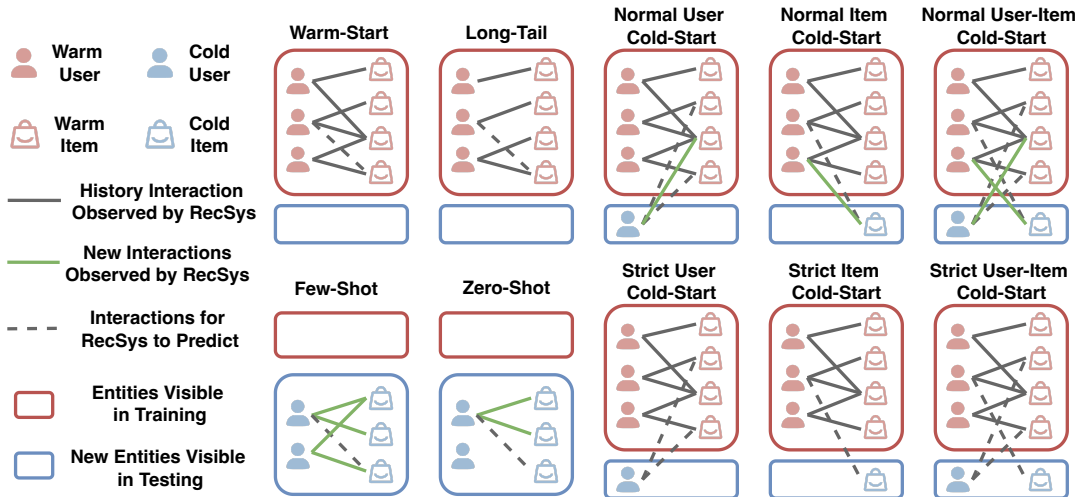 Warm
User
Cold
User
Warm
Item
Cold
Item
History Interaction
Observed by RecSys
New Interactions
Observed by RecSys
Interactions for
RecSys to Predict
Entities Visible
in Training
New Entities Visible
in Testing
Warm-Start
Long-Tail
Normal User
Cold-Start
Normal Item
Cold-Start
Normal User-Item
Cold-Start
Few-Shot
Zero-Shot
Strict User
Cold-Start
Strict Item
Cold-Start
Strict User-Item
Cold-Start